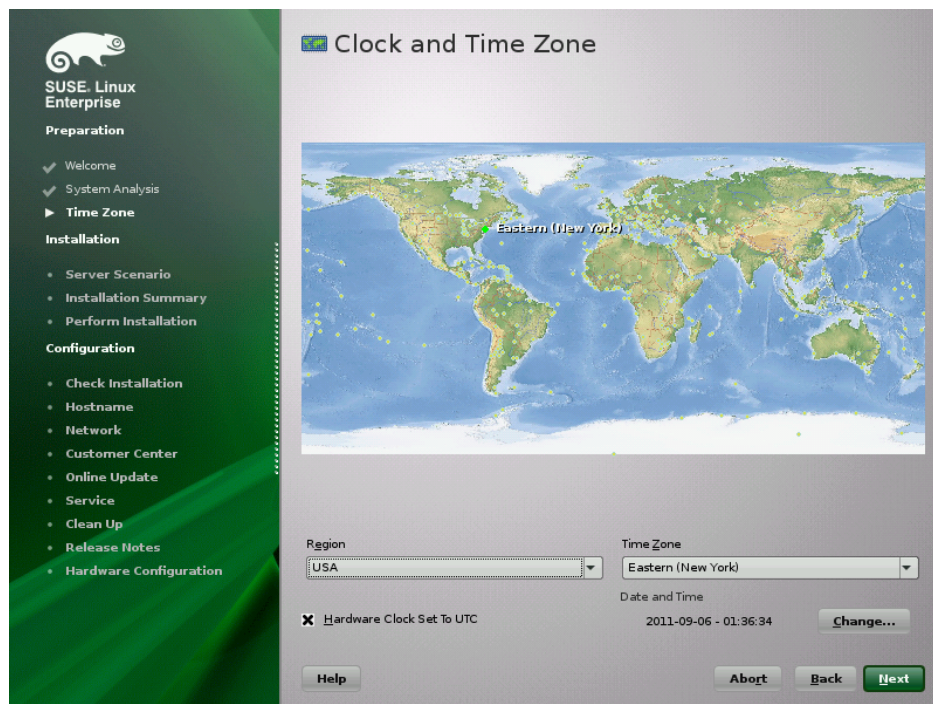 SUSE. Linux
Enterprise
Preparation
Welcome
System Analysis
Time Zone
Installation
Server Scenario
Installation Summary
Perform Installation
Configuration
Check Installation
Hostname
Network
Customer Center
Online Update
Service
Clean Up
Release Notes
Hardware Configuration
Clock and Time Zone
Eastern (New York)
Region
Time Zone
USA
Eastern (New York)
Date and Time
Hardware Clock Set To UTC
2011-09-06 - 01:36:34
Change...
Help
Abort
Back
Next